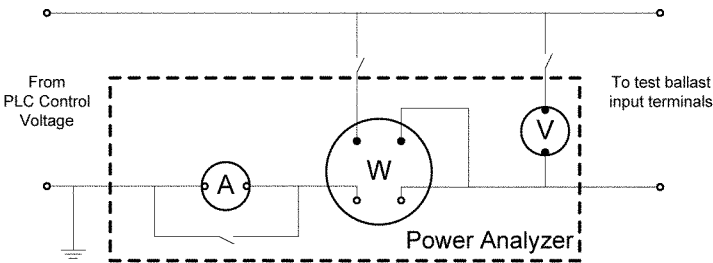 From
PLC Control
Voltage
To test ballast
input terminals
V
W
A
Power Analyzer